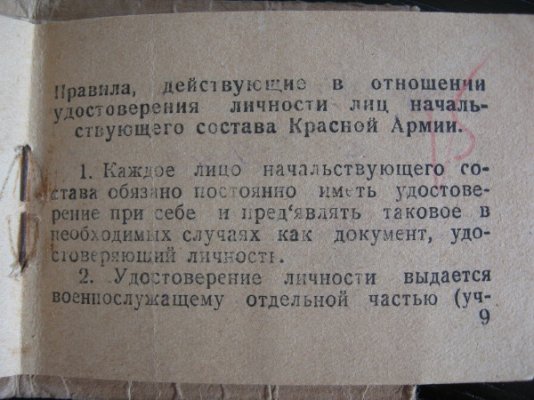 Правила, действующие в отношении
удостоверения личности лиц началь-
ствующего состава Красной Армии.
1. Каждое лицо начальствующего со-
става обязано постоянно иметь удостове-
рение при себе и пред‘являть таковое в
необходимых случаях как документ, удо-
стоверяющий личность.
2. Удостоверение личности выдается
военнослужащему отдельной частью (уч-
9